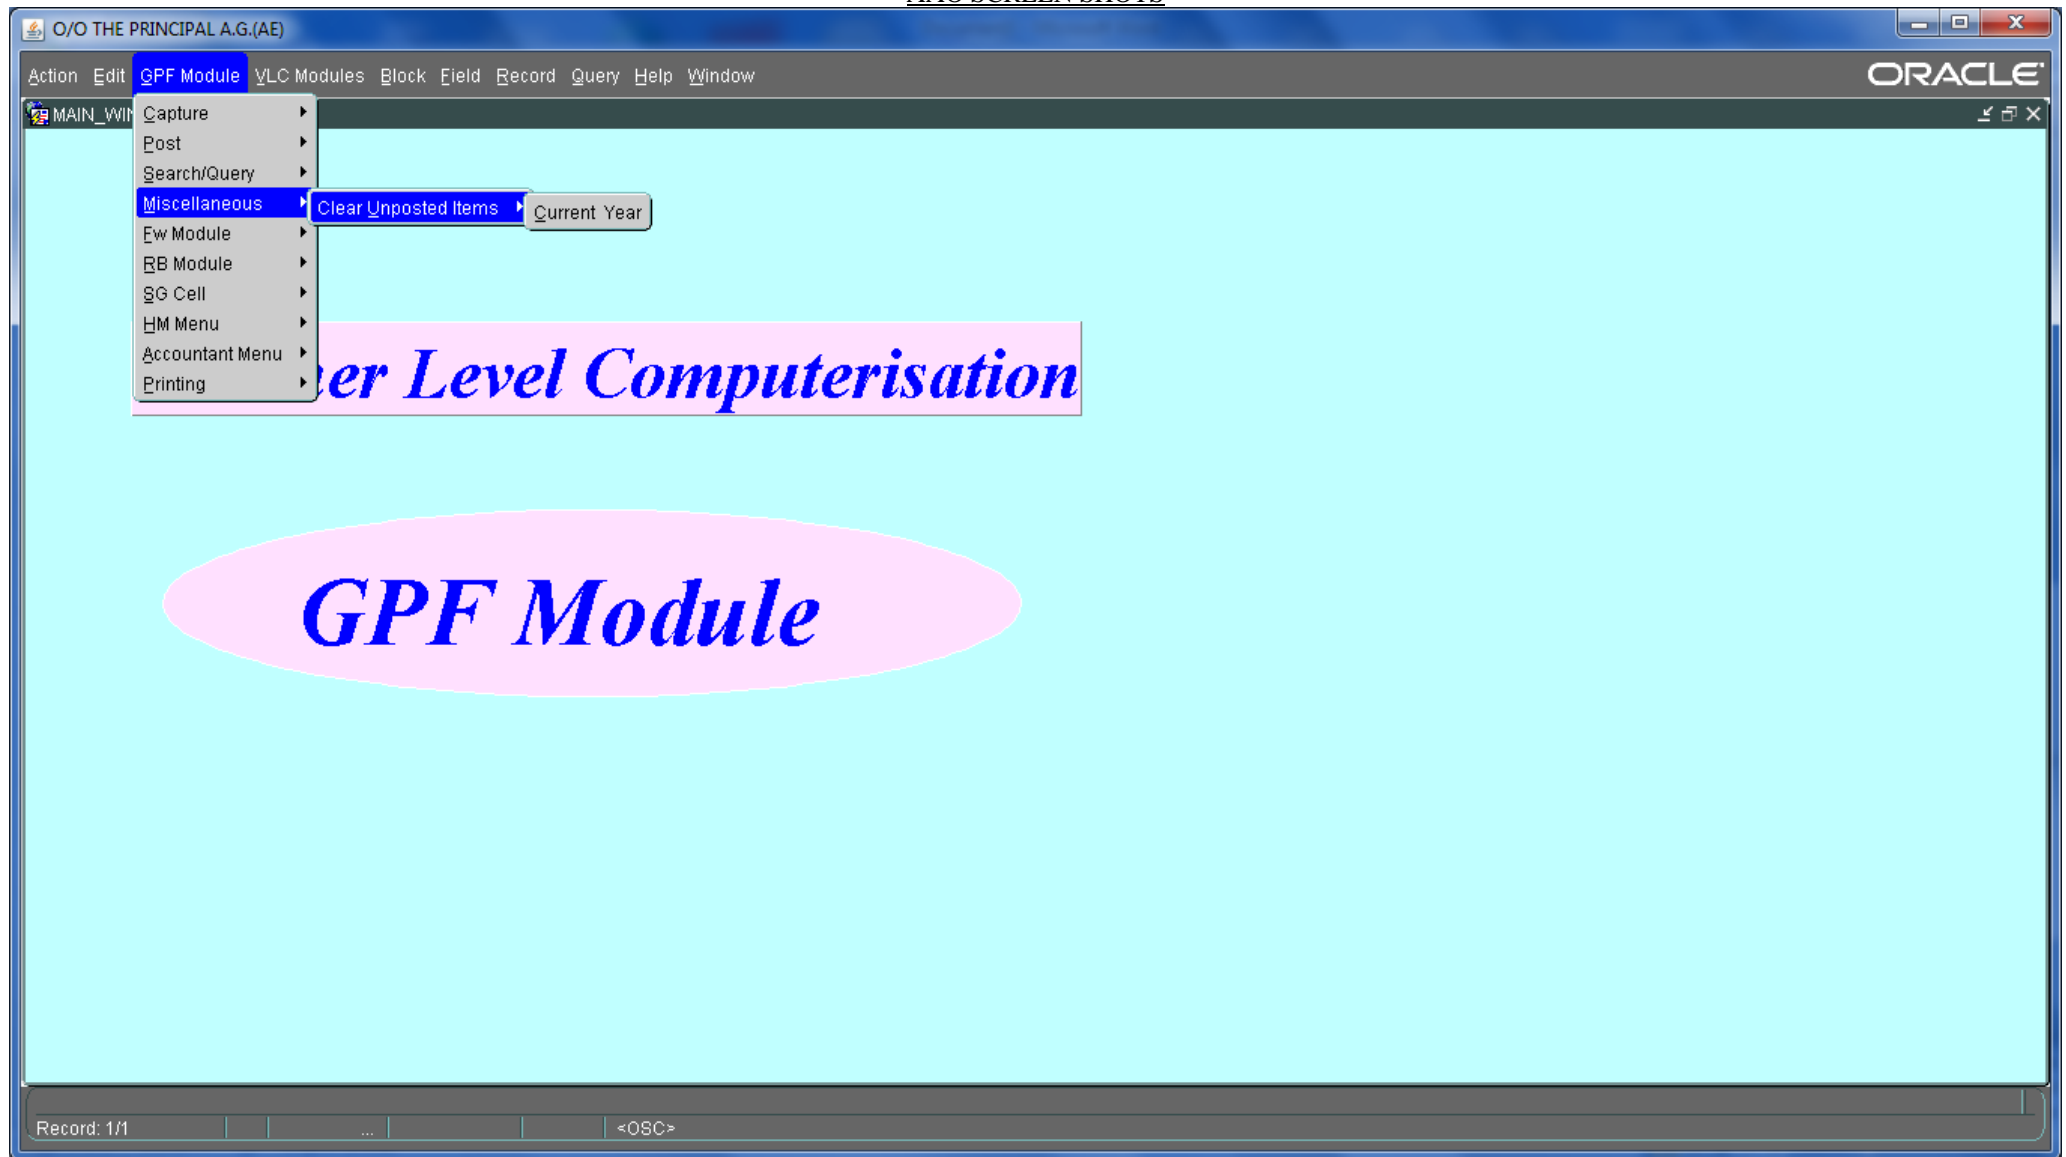 O/O THE PRINCIPAL A.G.(AE)
Action Edit GPF Module VLC Modules Block Field Record Query Help Window
ORACLE
Capture
Post
Search/Query
Miscellaneous
Clear Unposted Items
Current Year
Fw Module
RB Module
SG Cell
HM Menu
Accountant Menu
Printing
Level Computerisation
GPF Module
Record: 1/1
...
<OSC>